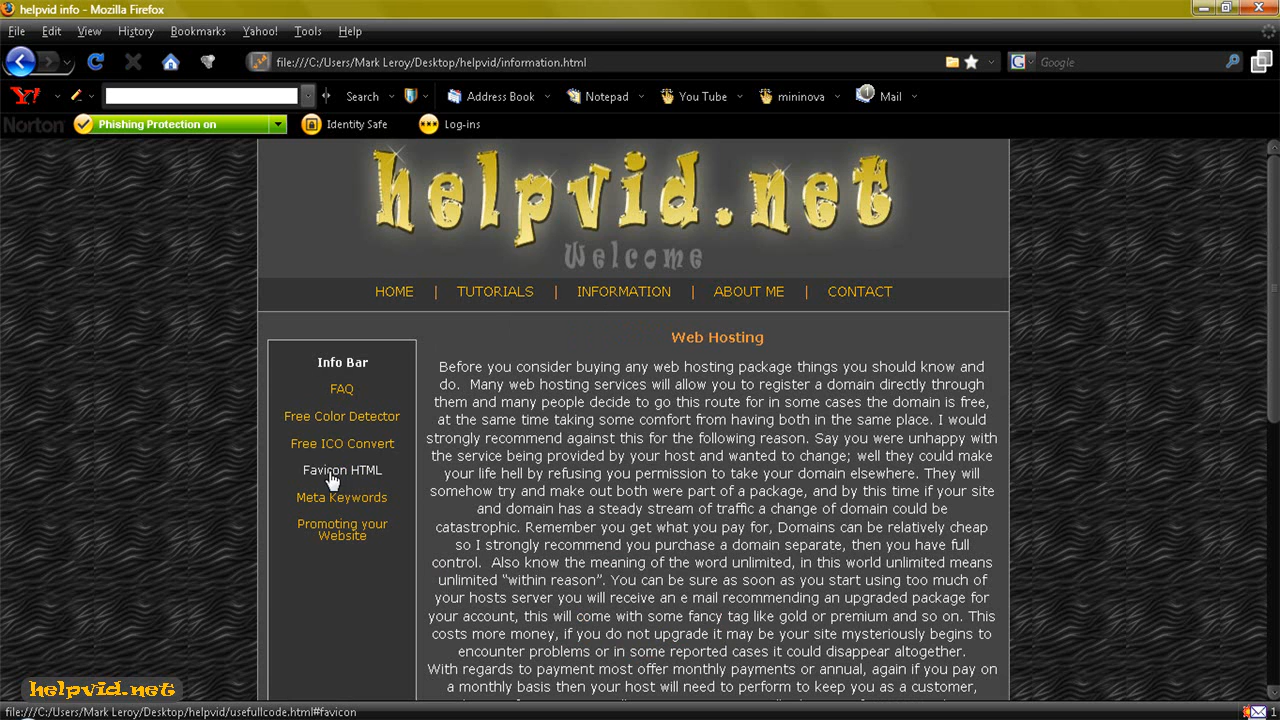 helpvid info - Mozilla Firefox
File Edit View History Bookmarks Yahoo! Tools Help
file:///C:/Users/Mark Leroy/Desktop/helpvid/information.html
G Google
Y! Search Address Book Notepad You Tube mininova Mail
Norton Phishing Protection on Identity Safe Log-ins
helpvid.net
Welcome
HOME | TUTORIALS | INFORMATION | ABOUT ME | CONTACT
Info Bar
FAQ
Free Color Detector
Free ICO Convert
Favicon HTML
Meta Keywords
Promoting your
Website
Web Hosting
Before you consider buying any web hosting package things you should know and
do.  Many web hosting services will allow you to register a domain directly through
them and many people decide to go this route for in some cases the domain is free,
at the same time taking some comfort from having both in the same place. I would
strongly recommend against this for the following reason. Say you were unhappy with
the service being provided by your host and wanted to change; well they could make
your life hell by refusing you permission to take your domain elsewhere. They will
somehow try and make out both were part of a package, and by this time if your site
and domain has a steady stream of traffic a change of domain could be
catastrophic. Remember you get what you pay for, Domains can be relatively cheap
so I strongly recommend you purchase a domain separate, then you have full
control.  Also know the meaning of the word unlimited, in this world unlimited means
unlimited “within reason”. You can be sure as soon as you start using too much of
your hosts server you will receive an e mail recommending an upgraded package for
your account, this will come with some fancy tag like gold or premium and so on. This
costs more money, if you do not upgrade it may be your site mysteriously begins to
encounter problems or in some reported cases it could disappear altogether.
With regards to payment most offer monthly payments or annual, again if you pay on
a monthly basis then your host will need to perform to keep you as a customer,
helpvid.net
file:///C:/Users/Mark Leroy/Desktop/helpvid/usefullcode.html#favicon
1